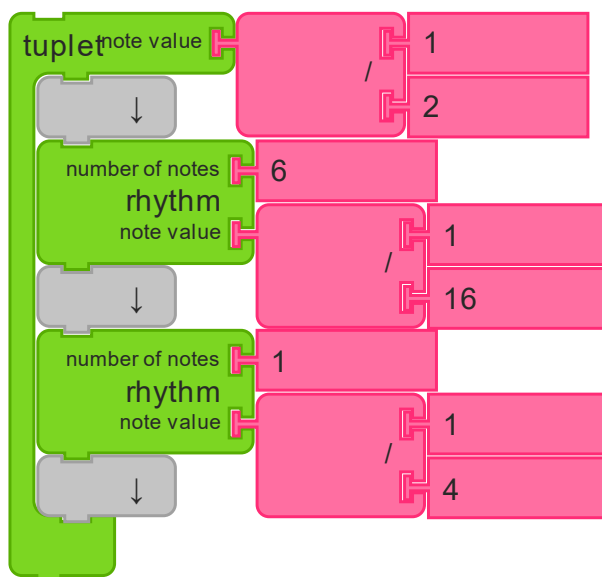 tuplet note value 1
/
2
↓
number of notes 6
rhythm
note value 1
/
16
↓
number of notes 1
rhythm
note value 1
/
4
↓